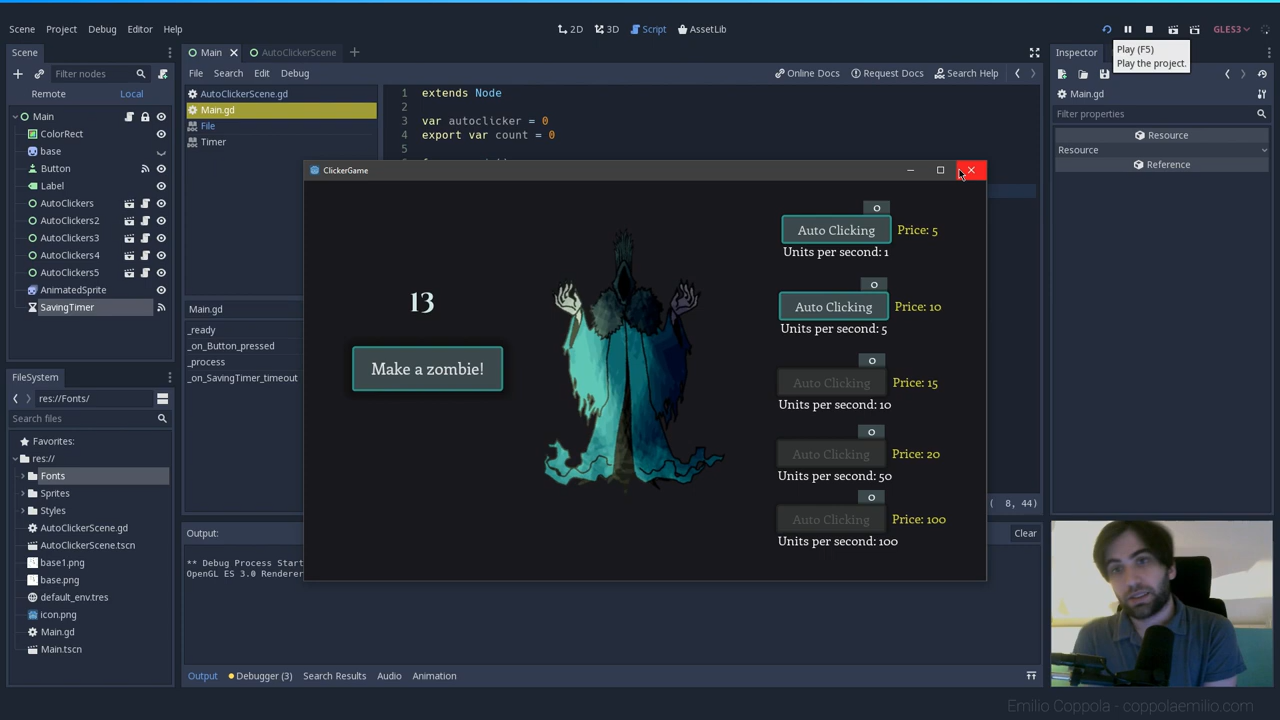 Scene Project Debug Editor Help
2D 3D Script AssetLib
GLES3
Play (F5)
Play the project.
Scene
Filter nodes
Remote Local
Main
ColorRect
base
Button
Label
AutoClickers
AutoClickers2
AutoClickers3
AutoClickers4
AutoClickers5
AnimatedSprite
SavingTimer
FileSystem
res://Fonts/
Search files
Favorites:
res://
Fonts
Sprites
Styles
AutoClickerScene.gd
AutoClickerScene.tscn
base1.png
base.png
default_env.tres
icon.png
Main.gd
Main.tscn
Main AutoClickerScene
File Search Edit Debug
Online Docs Request Docs Search Help
AutoClickerScene.gd
Main.gd
File
Timer
Main.gd
_ready
_on_Button_pressed
_process
_on_SavingTimer_timeout
1 extends Node
2
3 var autoclicker = 0
4 export var count = 0
5
( 8, 44)
ClickerGame
13
Make a zombie!
0
Auto Clicking Price: 5
Units per second: 1
0
Auto Clicking Price: 10
Units per second: 5
0
Auto Clicking Price: 15
Units per second: 10
0
Auto Clicking Price: 20
Units per second: 50
0
Auto Clicking Price: 100
Units per second: 100
Output: Clear
** Debug Process Start
OpenGL ES 3.0 Renderer
Output Debugger (3) Search Results Audio Animation
Inspector
Main.gd
Filter properties
Resource
Resource
Reference
Emilio Coppola - coppolaemilio.com